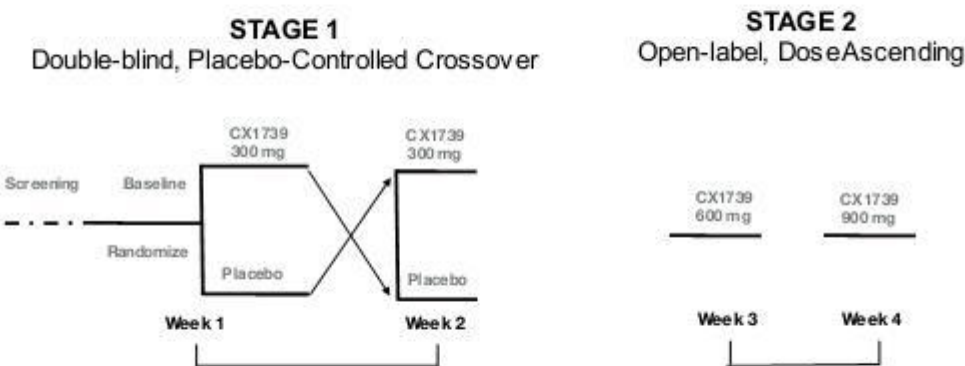 STAGE 1
Double-blind, Placebo-Controlled Crossover
STAGE 2
Open-label, DoseAscending
CX1739
300 mg
CX1739
300 mg
Screening
Baseline
Randomize
Placebo
Placebo
Week 1
Week 2
CX1739
600 mg
CX1739
900 mg
Week 3
Week 4